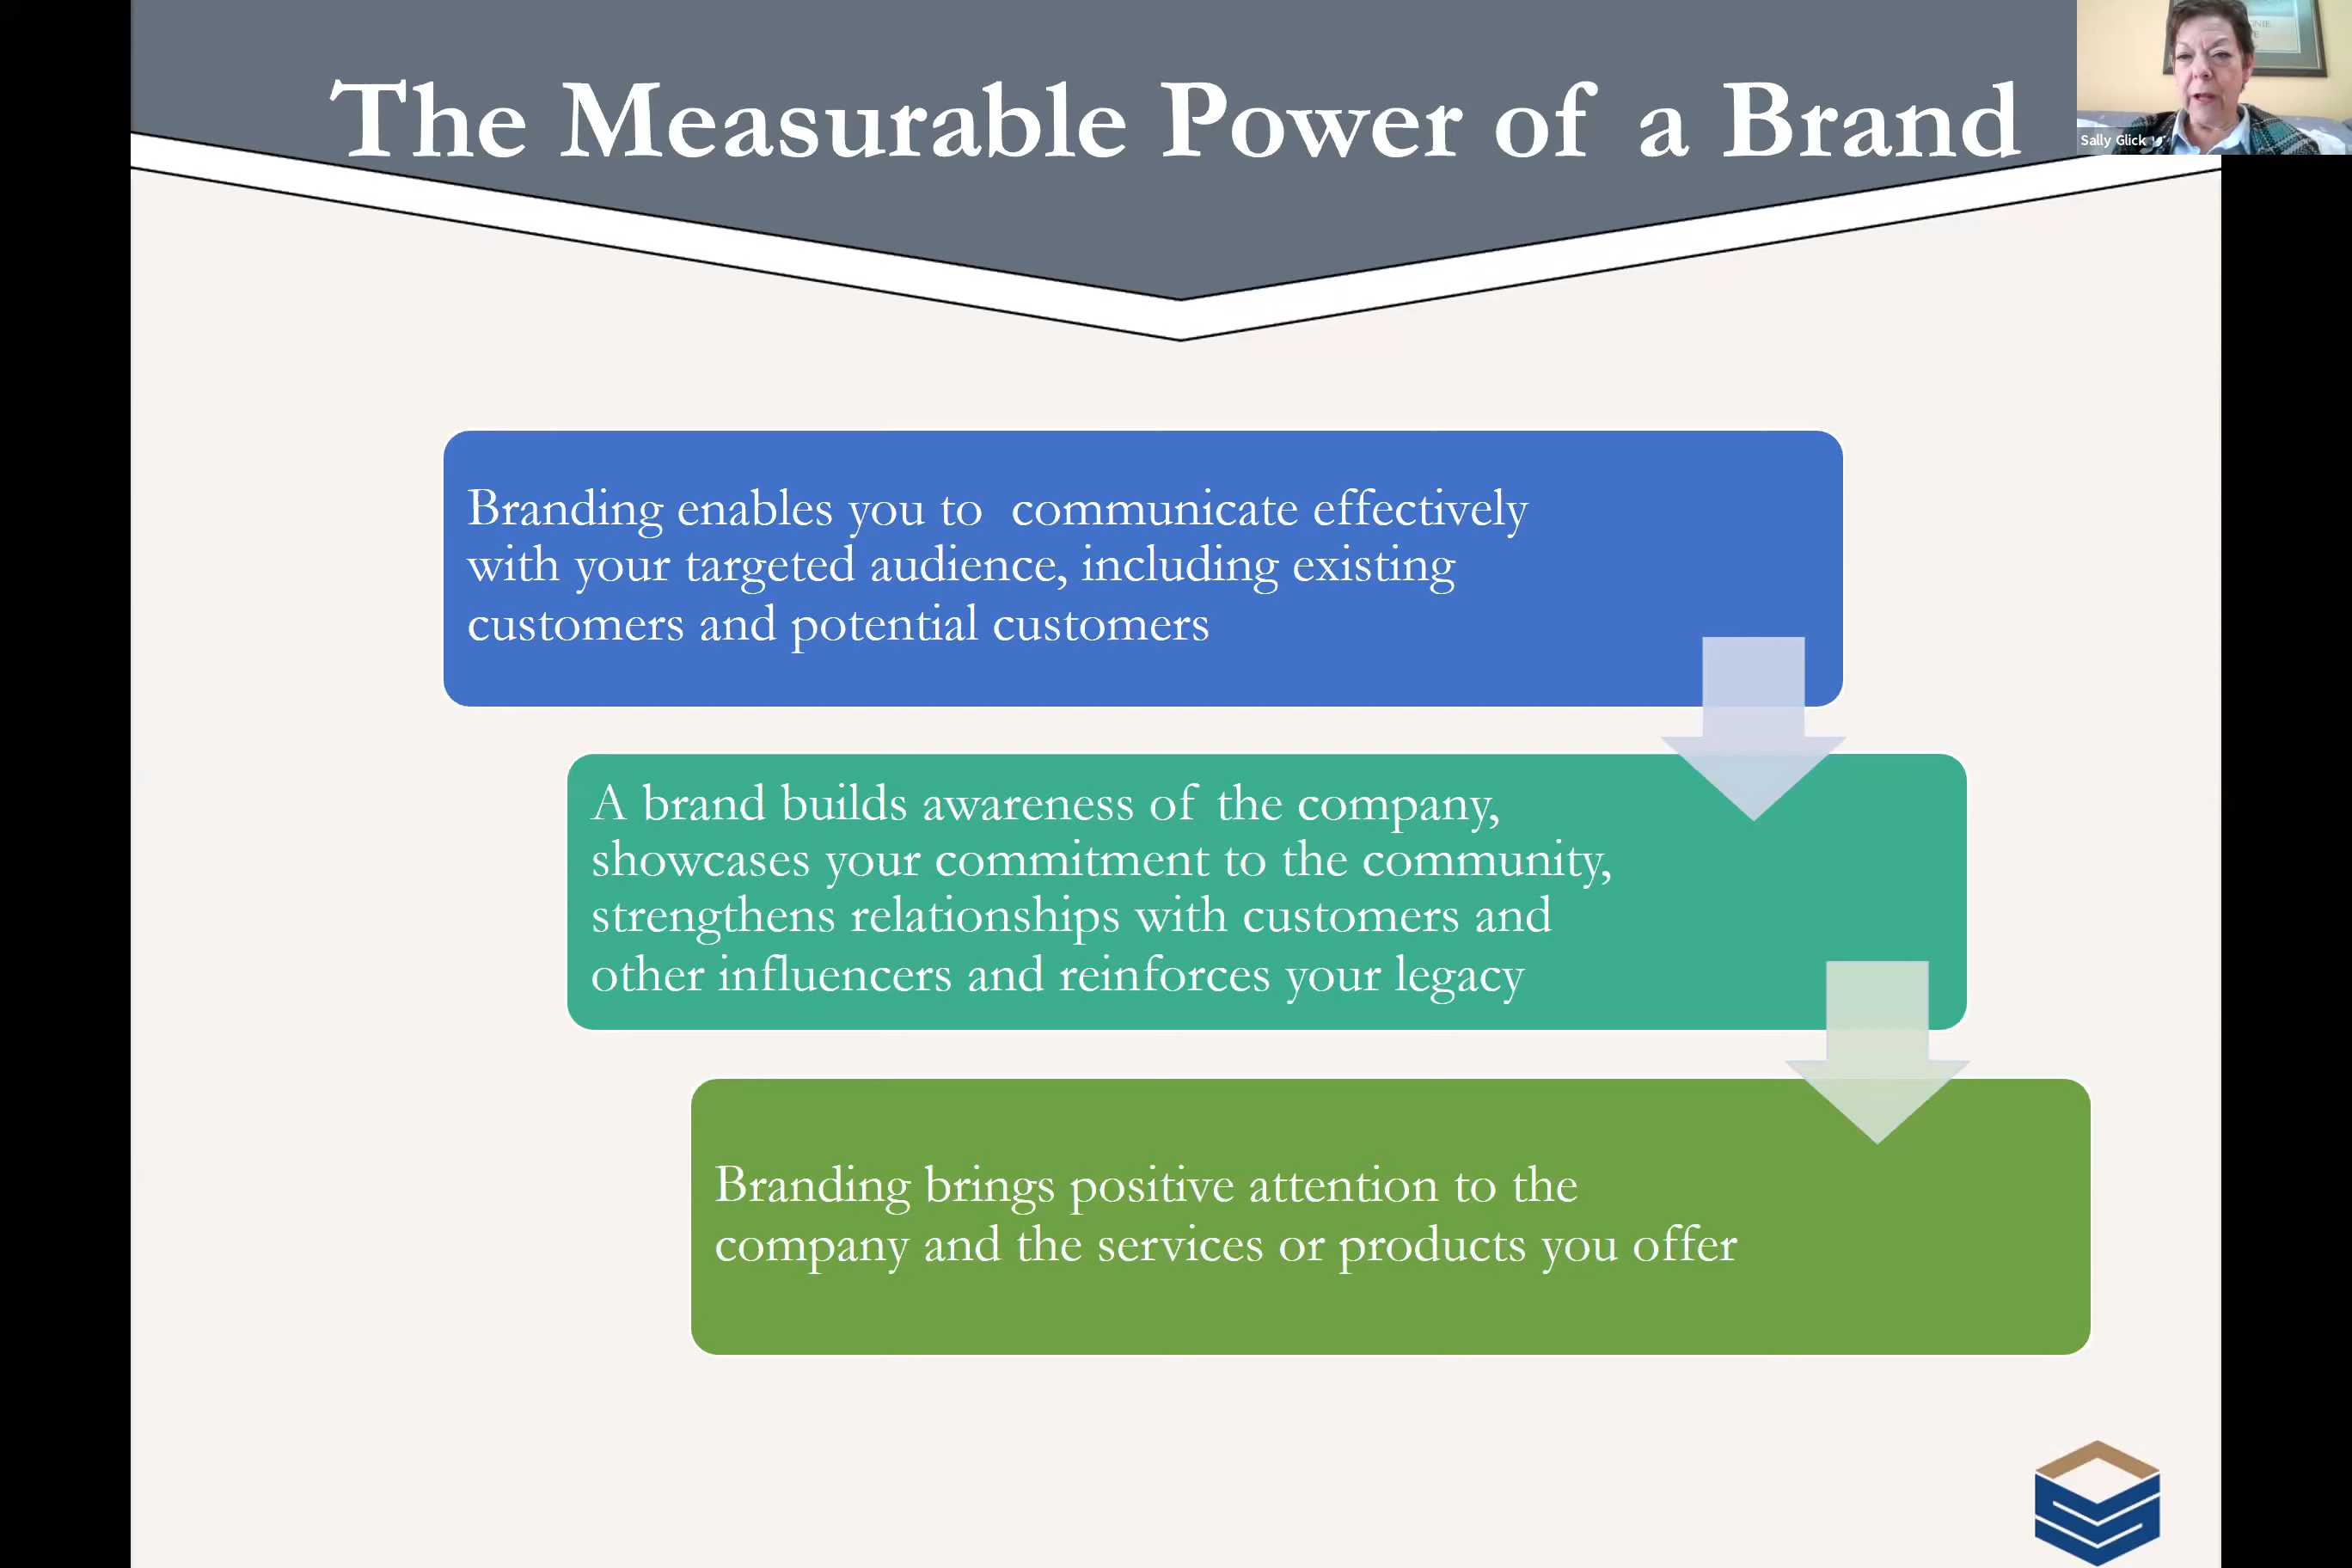 The Measurable Power of a Brand
Sally Glick
Branding enables you to communicate effectively
with your targeted audience, including existing
customers and potential customers
A brand builds awareness of the company,
showcases your commitment to the community,
strengthens relationships with customers and
other influencers and reinforces your legacy
Branding brings positive attention to the
company and the services or products you offer